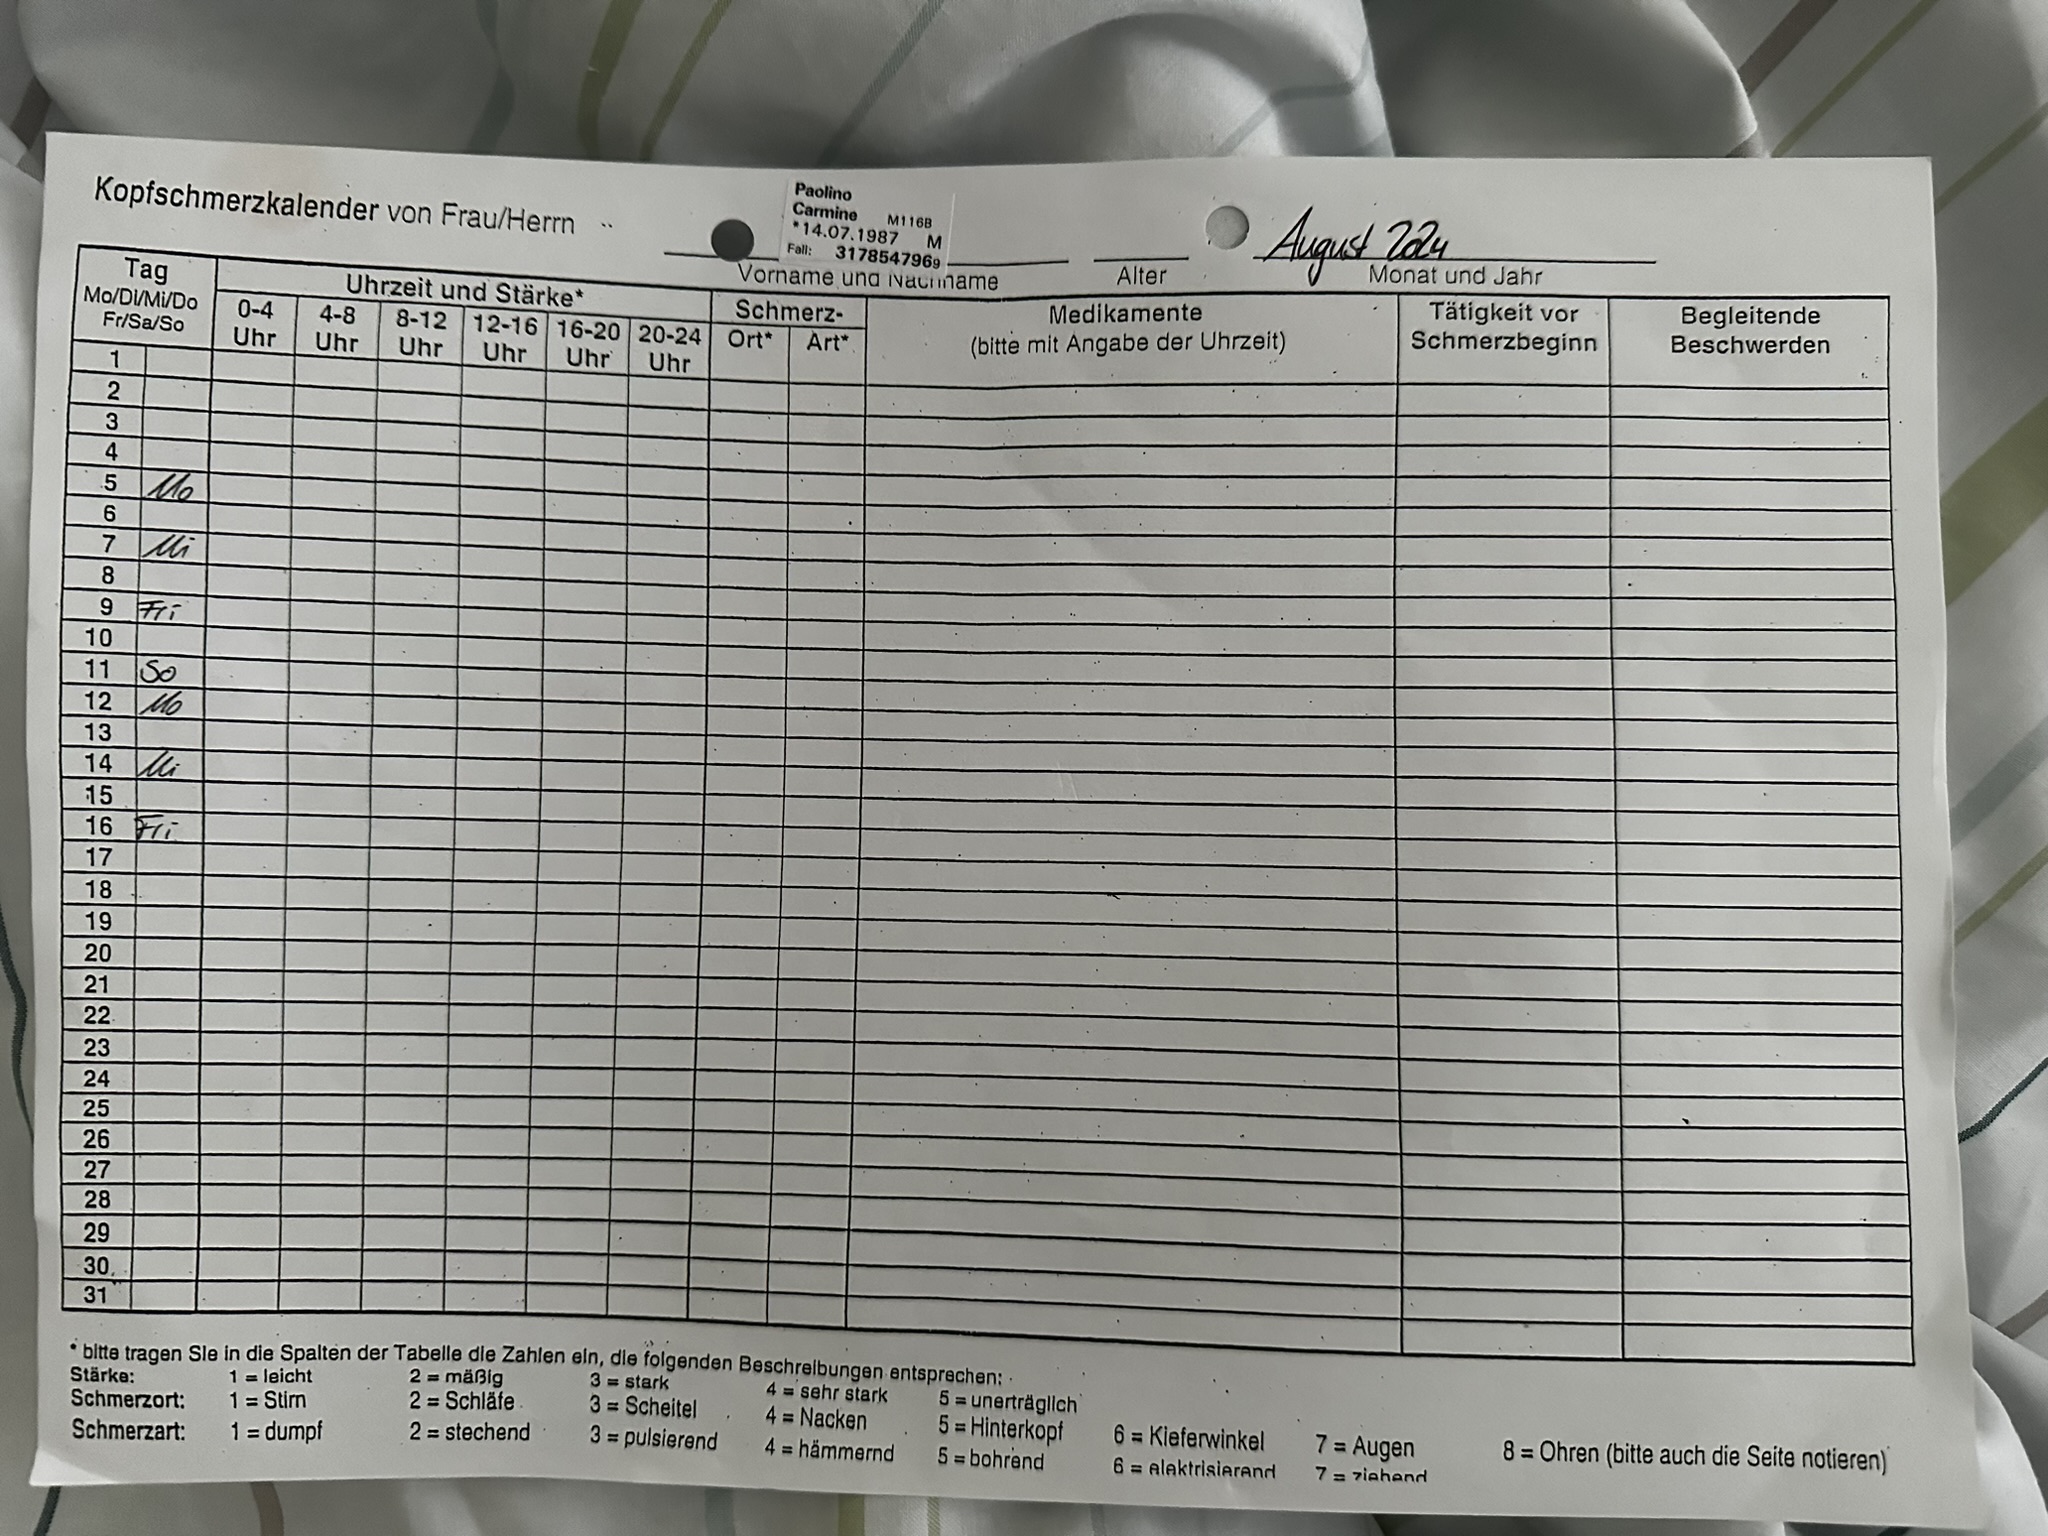 Kopfschmerzkalender von Frau/Herrn
Paolino
Carmine M116B
*14.07.1987 M
Fall: 3178547969
August 2024
Vorname und Nachname Alter Monat und Jahr
Tag
Mo/DI/Mi/Do
Fr/Sa/So
Uhrzeit und Stärke*
0-4 Uhr 4-8 Uhr 8-12 Uhr 12-16 Uhr 16-20 Uhr 20-24 Uhr
Schmerz-
Ort* Art*
Medikamente
(bitte mit Angabe der Uhrzeit)
Tätigkeit vor
Schmerzbeginn
Begleitende
Beschwerden
1
2
3
4
5 Mo
6
7 Mi
8
9 Fri
10
11 So
12 Mo
13
14 Mi
15
16 Fri
17
18
19
20
21
22
23
24
25
26
27
28
29
30
31
* bitte tragen Sie in die Spalten der Tabelle die Zahlen ein, die folgenden Beschreibungen entsprechen:
Stärke: 1 = leicht 2 = mäßig 3 = stark 4 = sehr stark 5 = unerträglich
Schmerzort: 1 = Stirn 2 = Schläfe 3 = Scheitel 4 = Nacken 5 = Hinterkopf 6 = Kieferwinkel 7 = Augen 8 = Ohren (bitte auch die Seite notieren)
Schmerzart: 1 = dumpf 2 = stechend 3 = pulsierend 4 = hämmernd 5 = bohrend 6 = elektrisierend 7 = ziehend